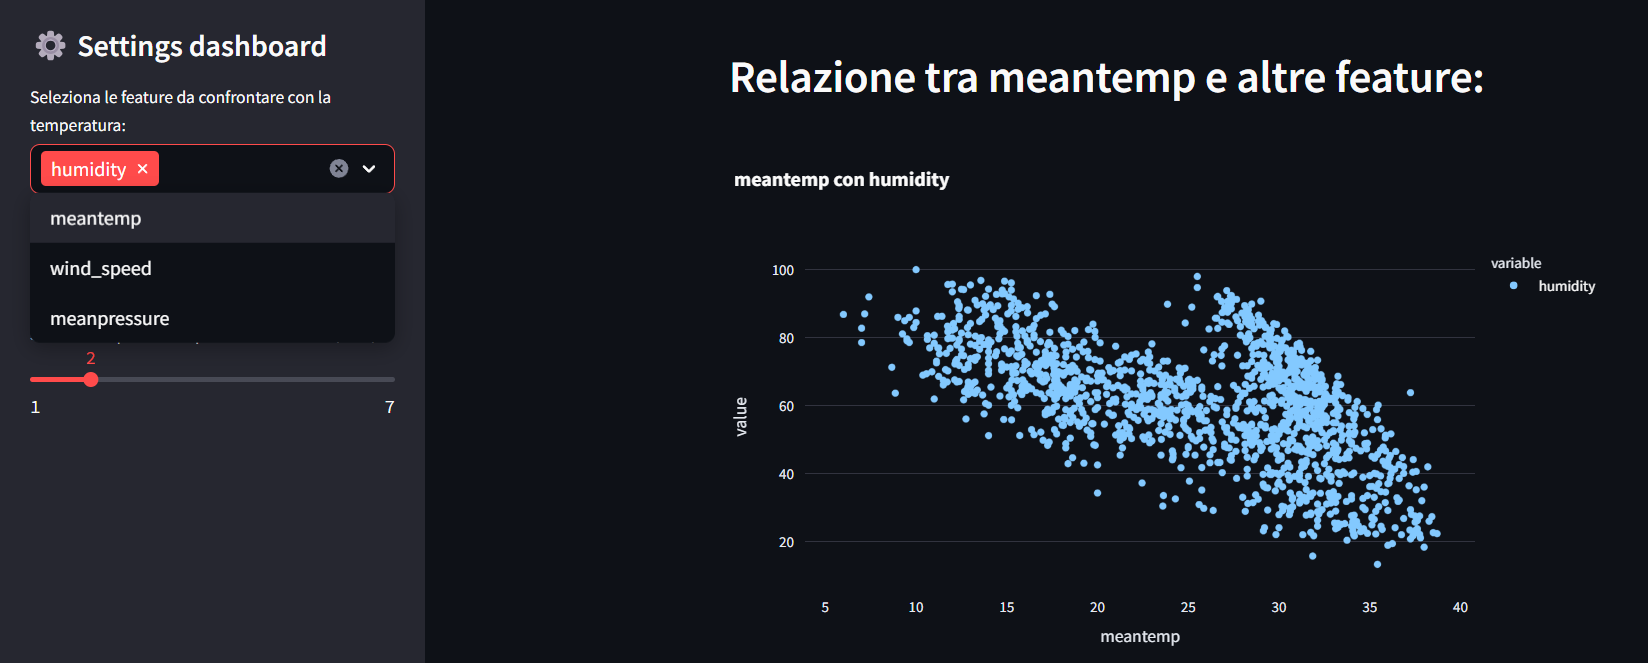 Settings dashboard
Seleziona le feature da confrontare con la
temperatura:
humidity
meantemp
wind_speed
meanpressure
2
1
7
Relazione tra meantemp e altre feature:
meantemp con humidity
100
80
60
40
20
value
5
10
15
20
25
30
35
40
meantemp
variable
humidity